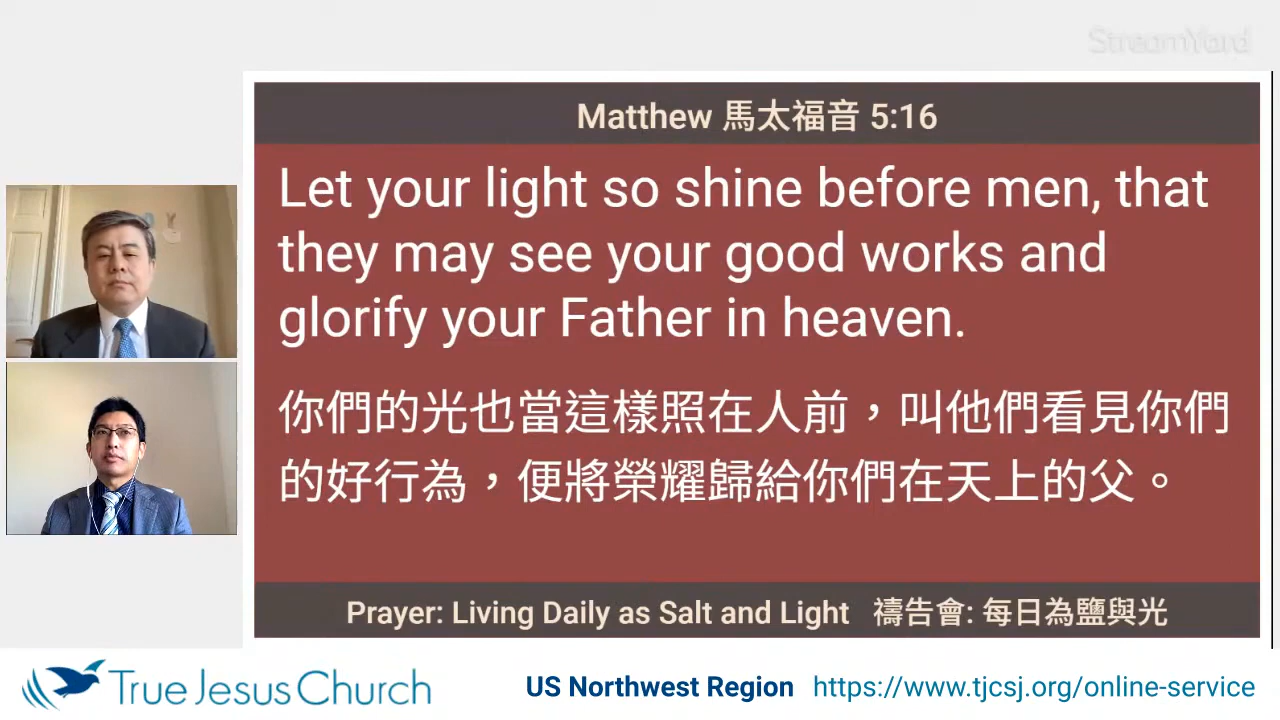 StreamYard
Matthew 馬太福音 5:16
Let your light so shine before men, that
they may see your good works and
glorify your Father in heaven.
你們的光也當這樣照在人前，叫他們看見你們
的好行為，便將榮耀歸給你們在天上的父。
Prayer: Living Daily as Salt and Light 禱告會: 每日為鹽與光
True Jesus Church
US Northwest Region https://www.tjcsj.org/online-service